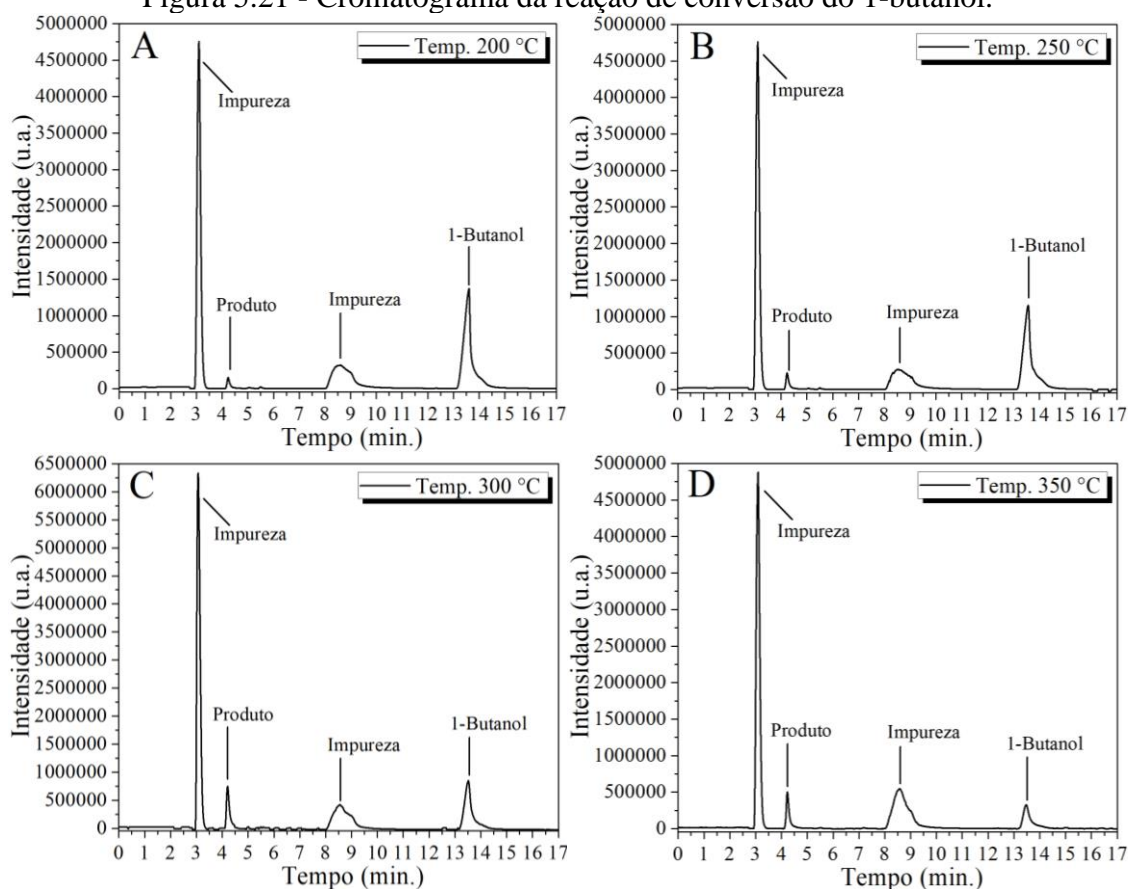 Figura 5.21 - Cromatograma da reação de conversão do 1-butanol.
A
Temp. 200 °C
Impureza
Produto
Impureza
1-Butanol
5000000
4500000
4000000
3500000
3000000
2500000
2000000
1500000
1000000
500000
0
Intensidade (u.a.)
0 1 2 3 4 5 6 7 8 9 10 11 12 13 14 15 16 17
Tempo (min.)
B
Temp. 250 °C
Impureza
Produto
Impureza
1-Butanol
5000000
4500000
4000000
3500000
3000000
2500000
2000000
1500000
1000000
500000
0
Intensidade (u.a.)
0 1 2 3 4 5 6 7 8 9 10 11 12 13 14 15 16 17
Tempo (min.)
C
Temp. 300 °C
Impureza
Produto
Impureza
1-Butanol
6500000
6000000
5500000
5000000
4500000
4000000
3500000
3000000
2500000
2000000
1500000
1000000
500000
0
Intensidade (u.a.)
0 1 2 3 4 5 6 7 8 9 10 11 12 13 14 15 16 17
Tempo (min.)
D
Temp. 350 °C
Impureza
Produto
Impureza
1-Butanol
5000000
4500000
4000000
3500000
3000000
2500000
2000000
1500000
1000000
500000
0
Intensidade (u.a.)
0 1 2 3 4 5 6 7 8 9 10 11 12 13 14 15 16 17
Tempo (min.)